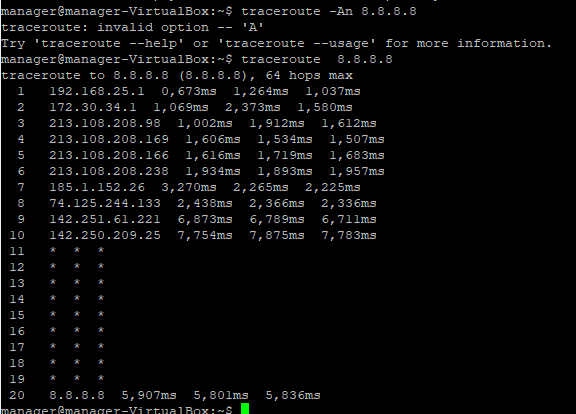 manager@manager-VirtualBox:~$ traceroute -An 8.8.8.8
traceroute: invalid option -- 'A'
Try 'traceroute --help' or 'traceroute --usage' for more information.
manager@manager-VirtualBox:~$ traceroute  8.8.8.8
traceroute to 8.8.8.8 (8.8.8.8), 64 hops max
  1   192.168.25.1  0,673ms  1,264ms  1,037ms
  2   172.30.34.1  1,069ms  2,373ms  1,580ms
  3   213.108.208.98  1,002ms  1,912ms  1,612ms
  4   213.108.208.169  1,606ms  1,534ms  1,507ms
  5   213.108.208.166  1,616ms  1,719ms  1,683ms
  6   213.108.208.238  1,934ms  1,893ms  1,957ms
  7   185.1.152.26  3,270ms  2,265ms  2,225ms
  8   74.125.244.133  2,438ms  2,366ms  2,336ms
  9   142.251.61.221  6,873ms  6,789ms  6,711ms
 10   142.250.209.25  7,754ms  7,875ms  7,783ms
 11   *  *  *
 12   *  *  *
 13   *  *  *
 14   *  *  *
 15   *  *  *
 16   *  *  *
 17   *  *  *
 18   *  *  *
 19   *  *  *
 20   8.8.8.8  5,907ms  5,801ms  5,836ms
manager@manager-VirtualBox:~$